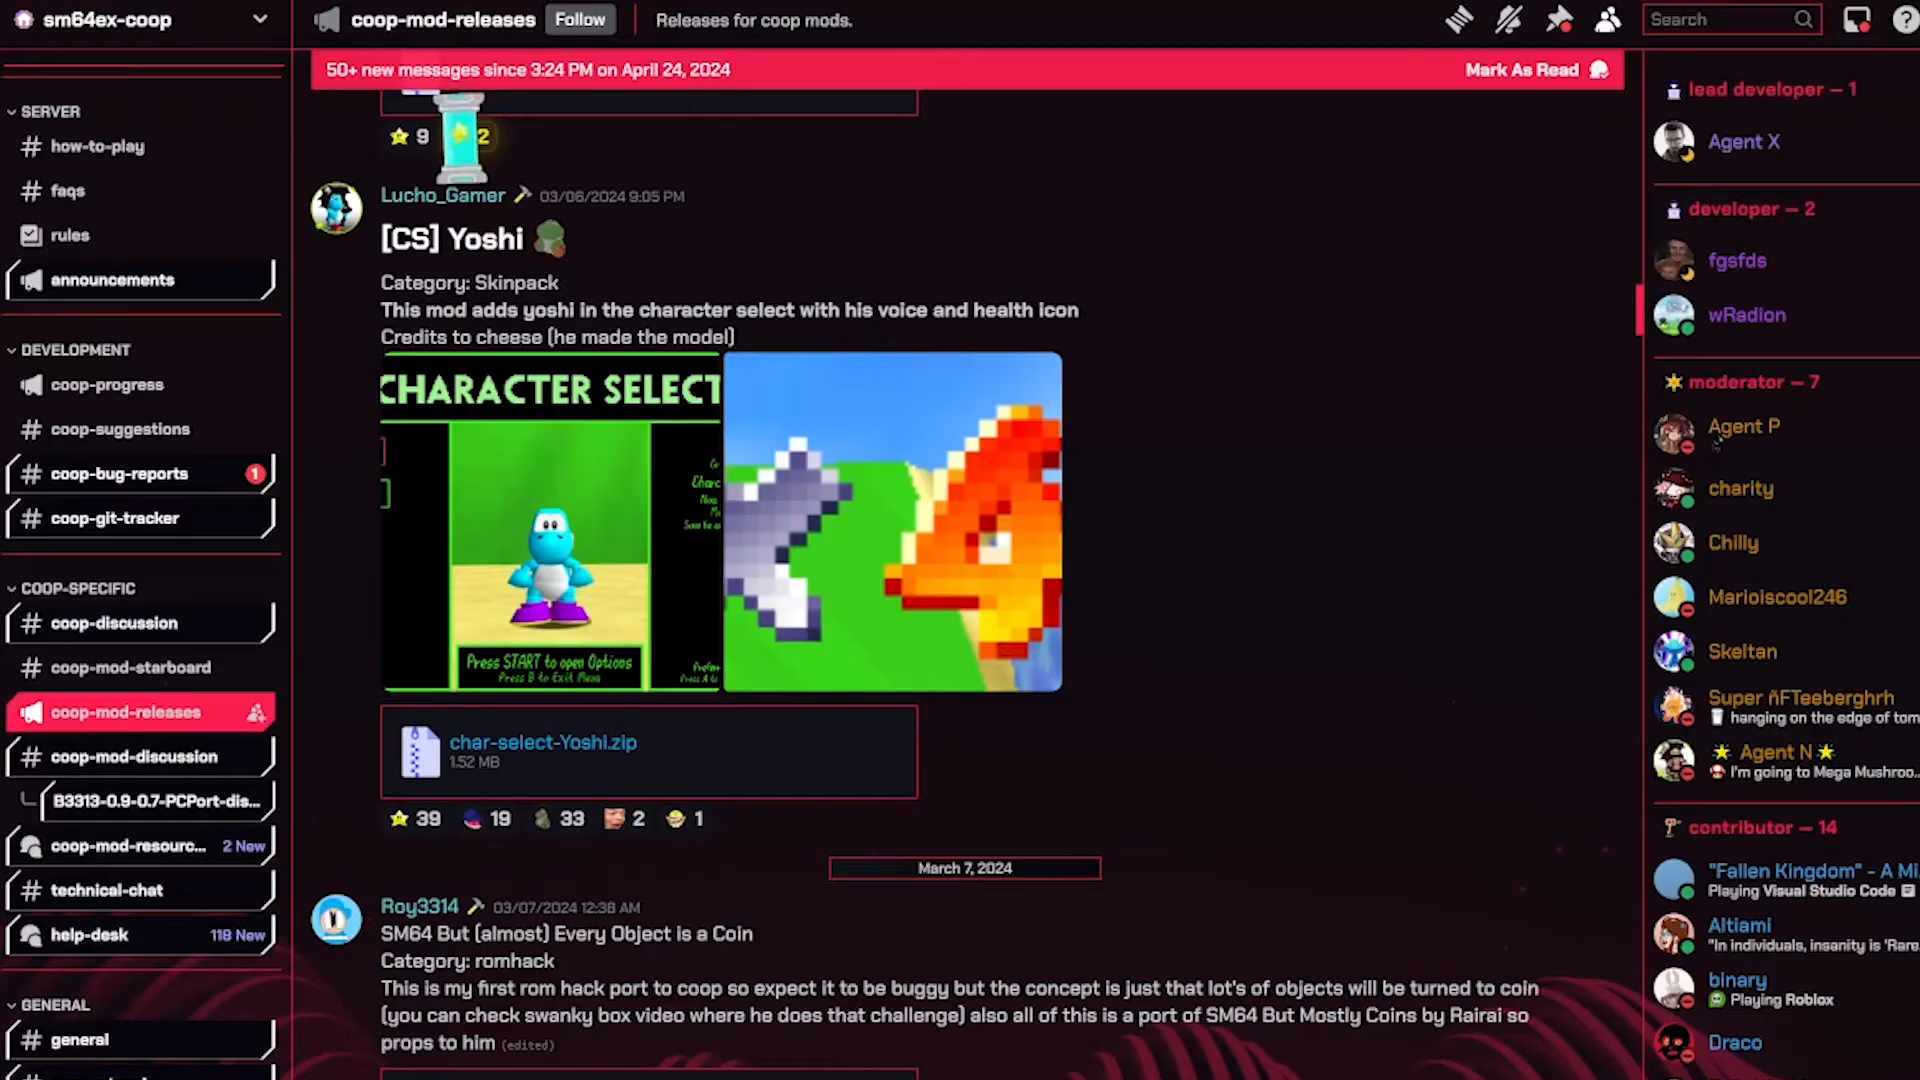 sm64ex-coop
SERVER
how-to-play
faqs
rules
announcements
DEVELOPMENT
coop-progress
coop-suggestions
coop-bug-reports 1
coop-git-tracker
COOP-SPECIFIC
coop-discussion
coop-mod-starboard
coop-mod-releases
coop-mod-discussion
B3313-0.9-0.7-PCPort-dis...
coop-mod-resourc... 2 New
technical-chat
help-desk 118 New
GENERAL
general
coop-mod-releases Follow Releases for coop mods.
Search
50+ new messages since 3:24 PM on April 24, 2024 Mark As Read
9 2
Lucho_Gamer 03/06/2024 9:05 PM
[CS] Yoshi
Category: Skinpack
This mod adds yoshi in the character select with his voice and health icon
Credits to cheese (he made the model)
CHARACTER SELECT
Press START to open Options
Press B to Exit Menu
char-select-Yoshi.zip
1.52 MB
39 19 33 2 1
March 7, 2024
Roy3314 03/07/2024 12:38 AM
SM64 But (almost) Every Object is a Coin
Category: romhack
This is my first rom hack port to coop so expect it to be buggy but the concept is just that lot's of objects will be turned to coin
(you can check swanky box video where he does that challenge) also all of this is a port of SM64 But Mostly Coins by Rairai so
props to him (edited)
lead developer — 1
Agent X
developer — 2
fgsfds
wRadion
moderator — 7
Agent P
charity
Chilly
Marioiscool246
Skeltan
Super ñFTeeberghrh
hanging on the edge of tom
Agent N
I'm going to Mega Mushroo...
contributor — 14
"Fallen Kingdom" - A Mi.
Playing Visual Studio Code
Altiami
"In individuals, insanity is 'Rare
binary
Playing Roblox
Draco